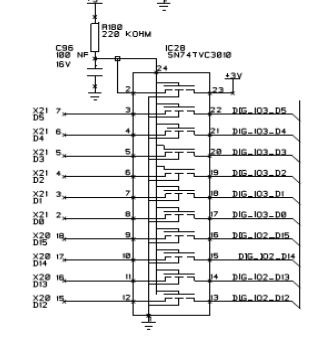 R180
220 KOHM
C96
100 NF
16V
IC28
SN74TVC3010
24
+3V
2 23
X21 7 3 22 DIG_IO3_D5
D5
X21 6 4 21 DIG_IO3_D4
D4
X21 5 5 20 DIG_IO3_D3
D3
X21 4 6 19 DIG_IO3_D2
D2
X21 3 7 18 DIG_IO3_D1
D1
X21 2 8 17 DIG_IO3_D0
D0
X20 18 9 16 DIG_IO2_D15
D15
X20 17 10 15 DIG_IO2_D14
D14
X20 16 11 14 DIG_IO2_D13
D13
X20 15 12 13 DIG_IO2_D12
D12